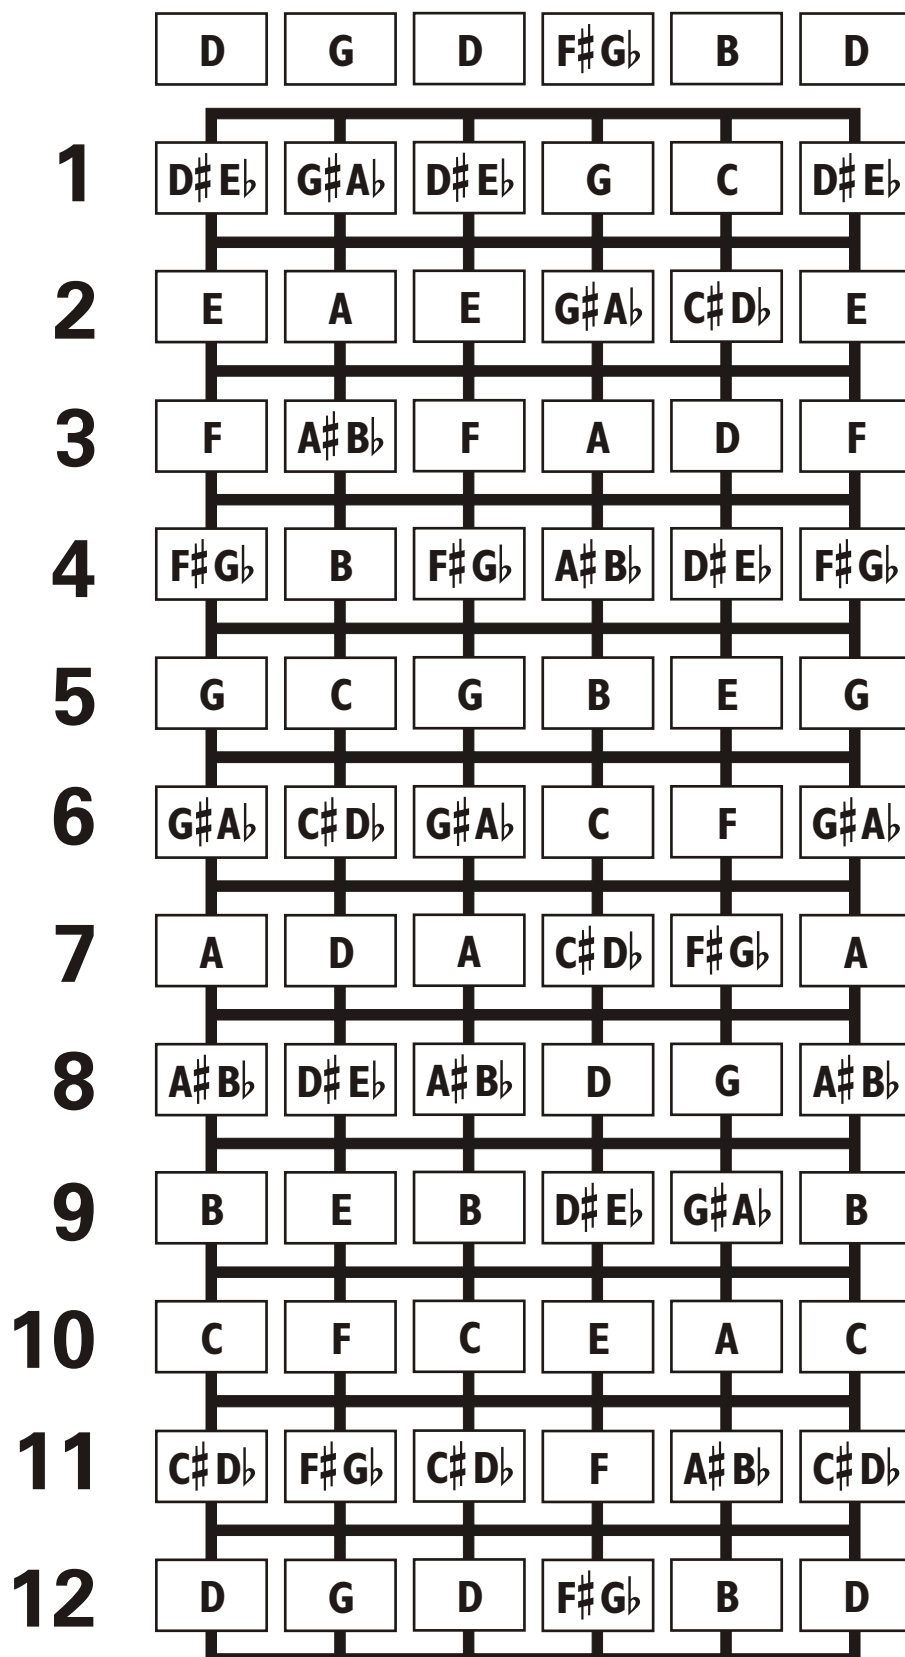 D G D F♯G♭ B D
1 D♯E♭ G♯A♭ D♯E♭ G C D♯E♭
2 E A E G♯A♭ C♯D♭ E
3 F A♯B♭ F A D F
4 F♯G♭ B F♯G♭ A♯B♭ D♯E♭ F♯G♭
5 G C G B E G
6 G♯A♭ C♯D♭ G♯A♭ C F G♯A♭
7 A D A C♯D♭ F♯G♭ A
8 A♯B♭ D♯E♭ A♯B♭ D G A♯B♭
9 B E B D♯E♭ G♯A♭ B
10 C F C E A C
11 C♯D♭ F♯G♭ C♯D♭ F A♯B♭ C♯D♭
12 D G D F♯G♭ B D